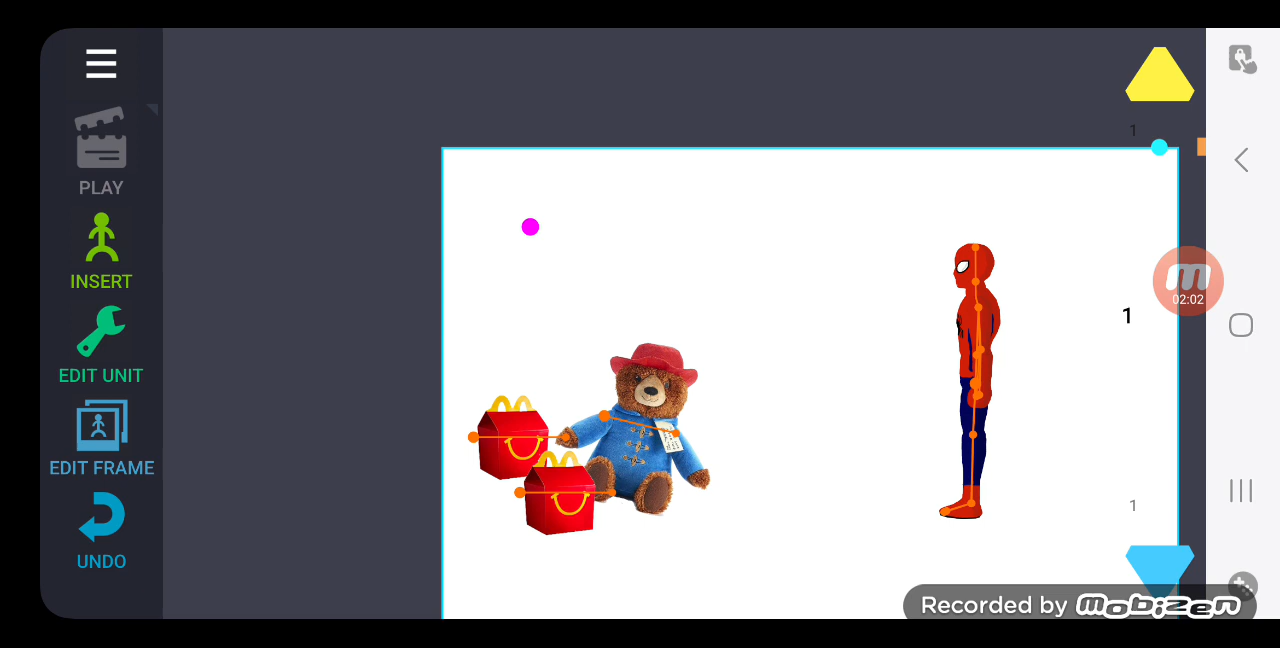 PLAY
INSERT
EDIT UNIT
EDIT FRAME
UNDO
1
1
1
02:02
Recorded by Mobizen